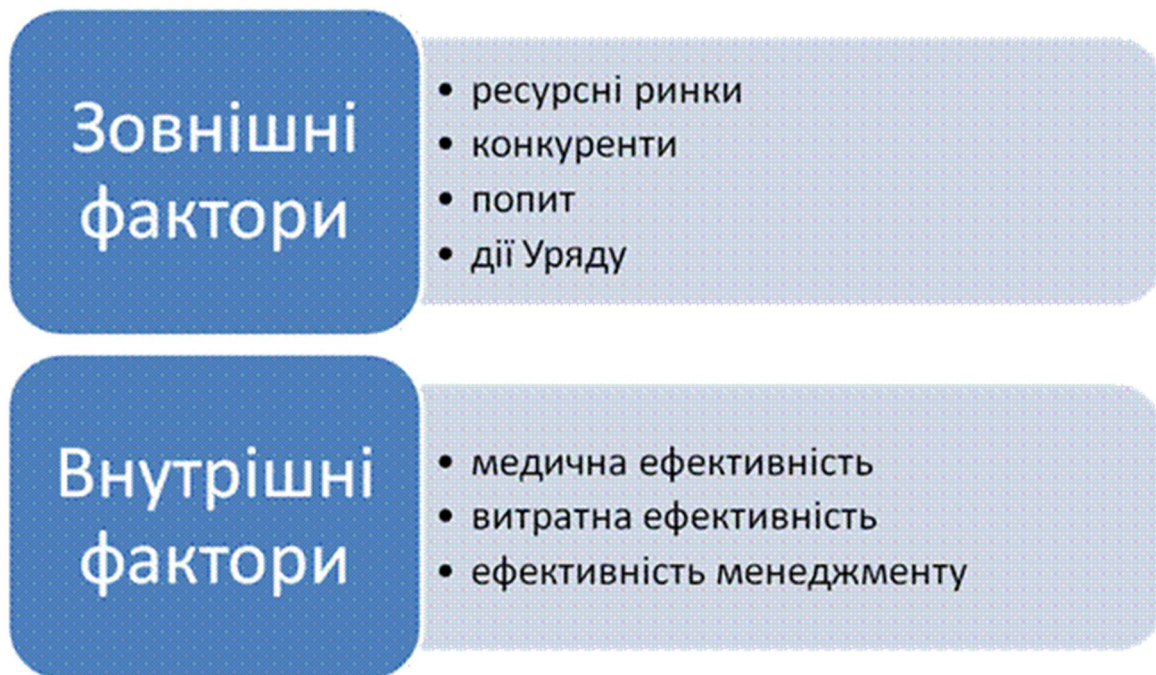 Зовнішні
фактори
• ресурсні ринки
• конкуренти
• попит
• дії Уряду
Внутрішні
фактори
• медична ефективність
• витратна ефективність
• ефективність менеджменту